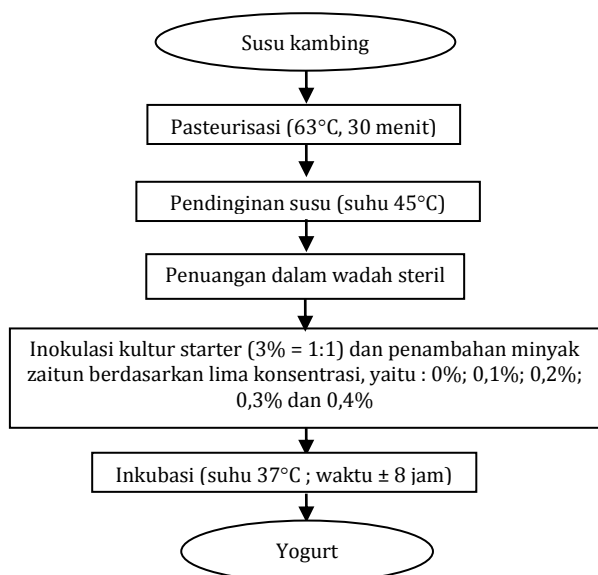 Susu kambing
Pasteurisasi (63°C, 30 menit)
Pendinginan susu (suhu 45°C)
Penuangan dalam wadah steril
Inokulasi kultur starter (3% = 1:1) dan penambahan minyak
zaitun berdasarkan lima konsentrasi, yaitu : 0%; 0,1%; 0,2%;
0,3% dan 0,4%
Inkubasi (suhu 37°C ; waktu ± 8 jam)
Yogurt